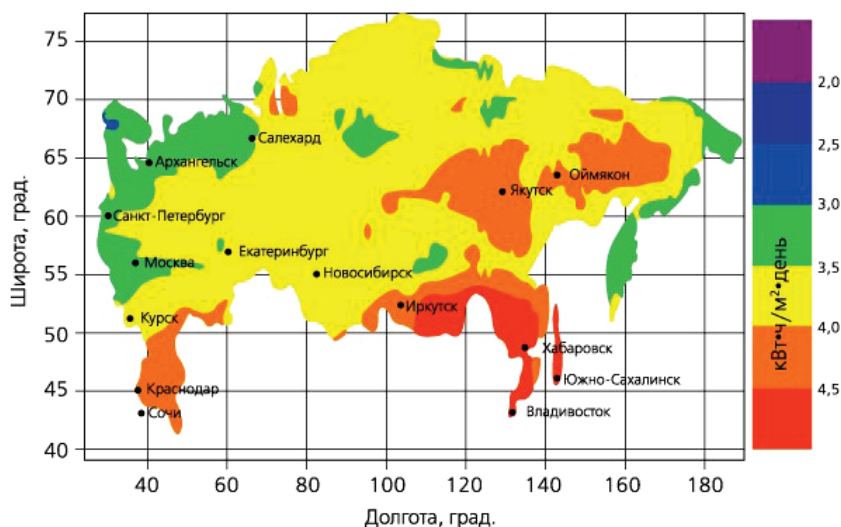 75
70
65
60
55
50
45
40
Широта, град.
Салехард
Архангельск
Оймякон
Якутск
Санкт-Петербург
Екатеринбург
Москва
Новосибирск
Иркутск
Курск
Хабаровск
Южно-Сахалинск
Краснодар
Сочи
Владивосток
40 60 80 100 120 140 160 180
Долгота, град.
2,0
2,5
3,0
3,5
4,0
4,5
кВт•ч/м²•день